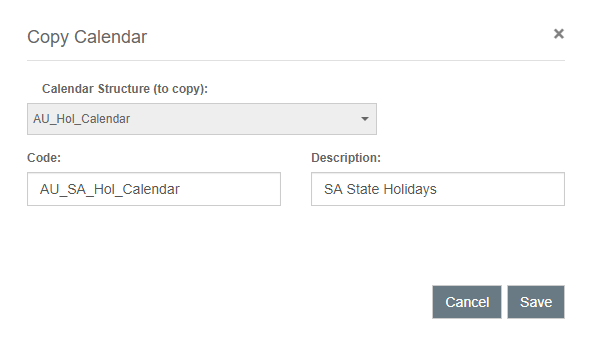 Copy Calendar ×
Calendar Structure (to copy):
AU_Hol_Calendar
Code: Description:
AU_SA_Hol_Calendar SA State Holidays
Cancel Save